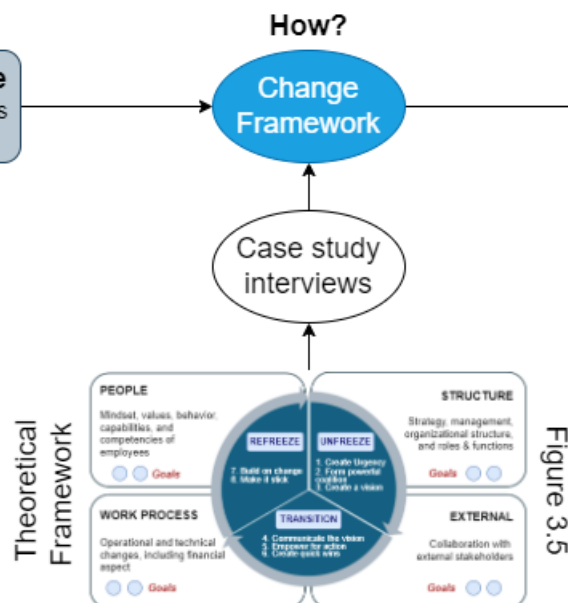 How?
e
s
Change
Framework
Case study
interviews
Theoretical
Framework
PEOPLE
Mindset, values, behavior,
capabilities, and
competencies of
employees
Goals
STRUCTURE
Strategy, management,
organizational structure,
and roles & functions
Goals
REFREEZE
7. Build on change
8. Make it stick
UNFREEZE
1. Create Urgency
2. Form powerful
coalition
3. Create a vision
TRANSITION
4. Communicate the vision
5. Empower for action
6. Create quick wins
WORK PROCESS
Operational and technical
changes, including financial
aspect
Goals
EXTERNAL
Collaboration with
external stakeholders
Goals
Figure 3.5